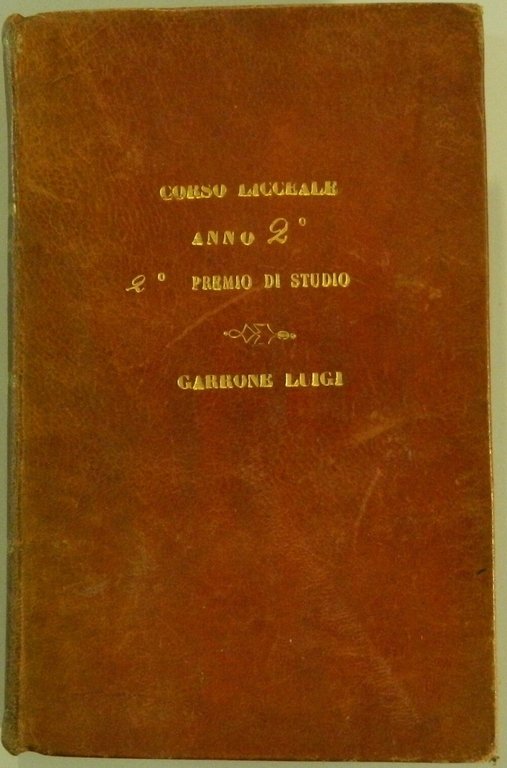 CORSO LICCEALE
ANNO 2°
2° PREMIO DI STUDIO
GARRONE LUIGI